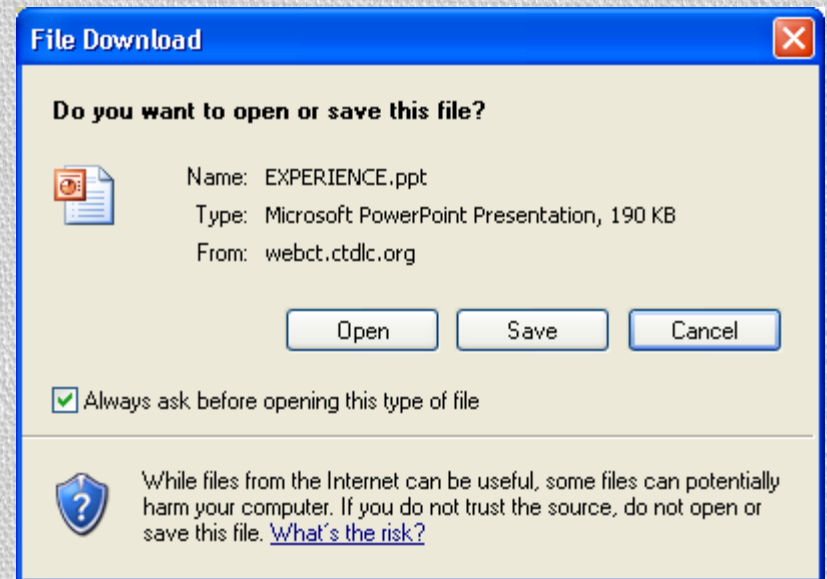 File Download
Do you want to open or save this file?
Name: EXPERIENCE.ppt
Type: Microsoft PowerPoint Presentation, 190 KB
From: webct.ctdlc.org
Open Save Cancel
Always ask before opening this type of file
While files from the Internet can be useful, some files can potentially
harm your computer. If you do not trust the source, do not open or
save this file. What's the risk?